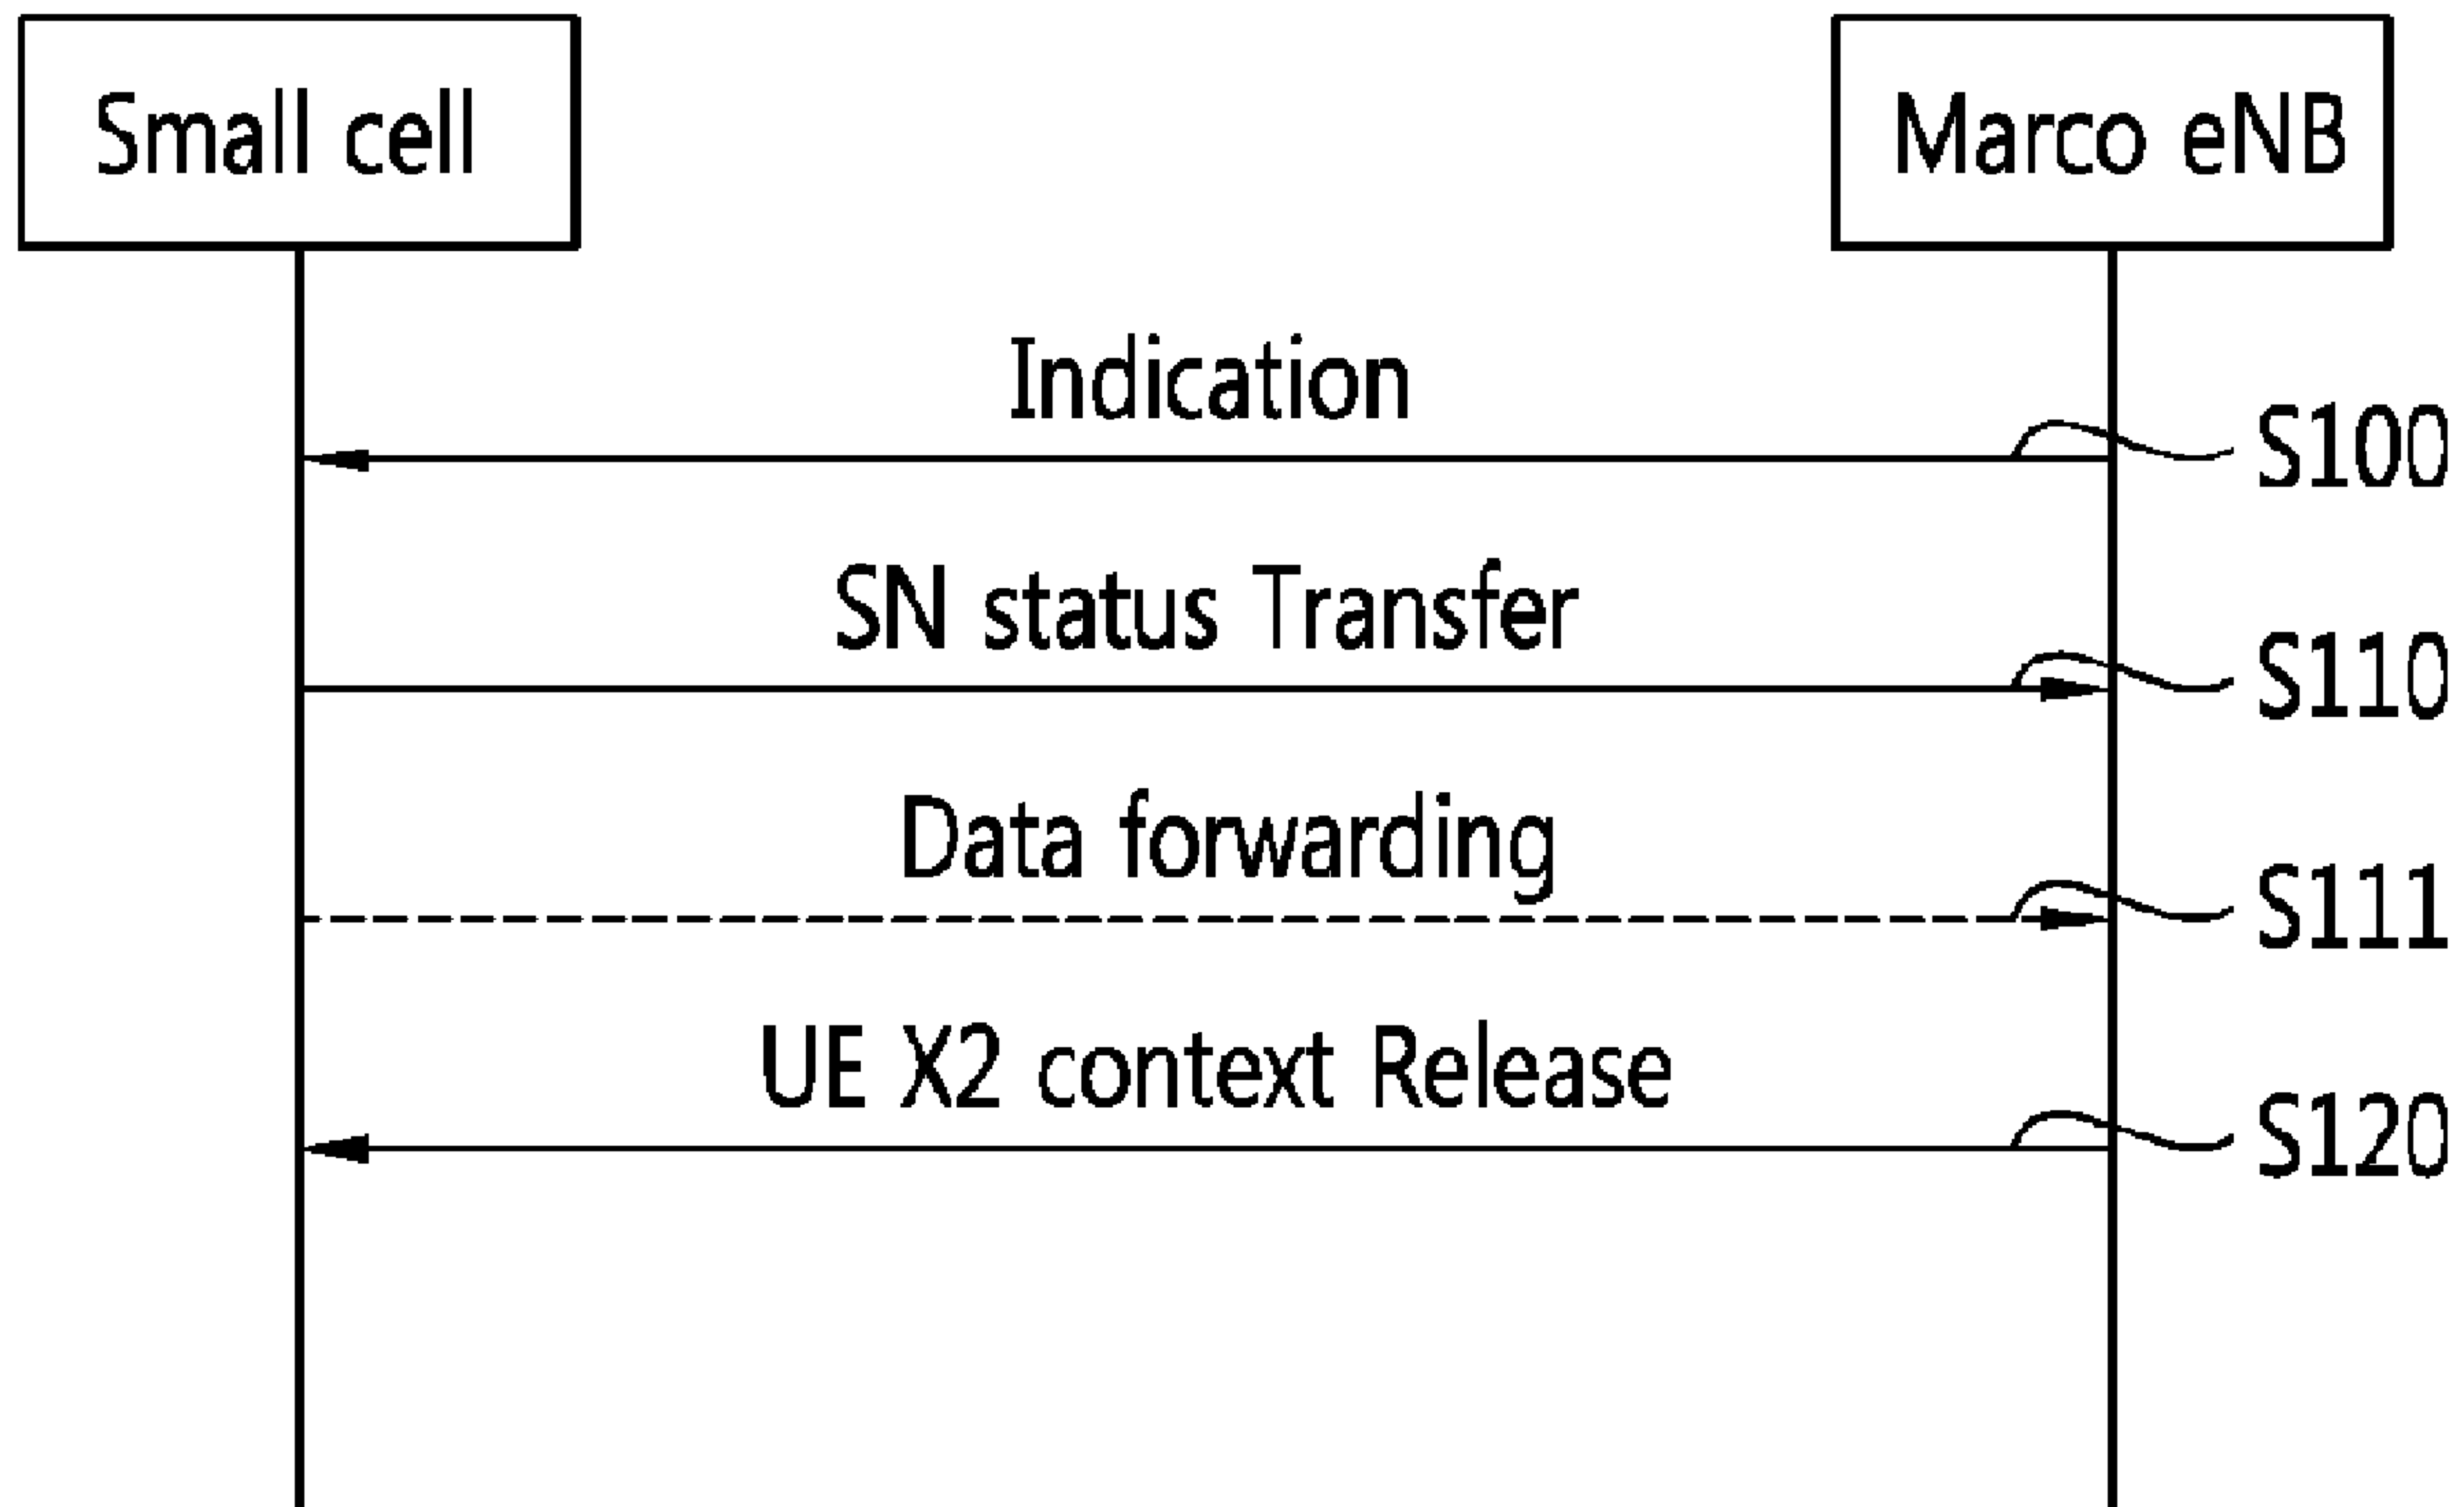 Small cell
Marco eNB
Indication
S100
SN status Transfer
S110
Data forwarding
S111
UE X2 context Release
S120